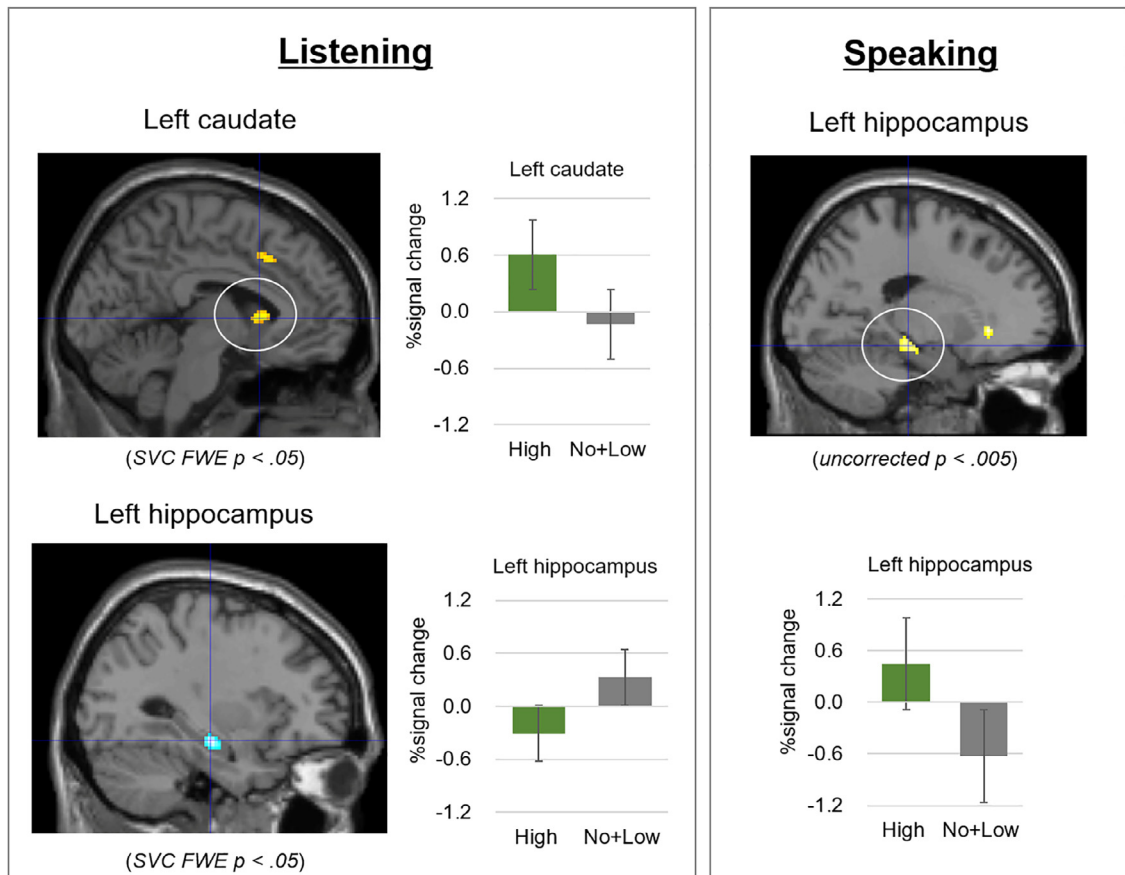 Listening
Left caudate
Left caudate
%signal change
1.2
0.6
0.0
-0.6
-1.2
High No+Low
(SVC FWE p < .05)
Left hippocampus
Left hippocampus
%signal change
1.2
0.6
0.0
-0.6
-1.2
High No+Low
(SVC FWE p < .05)
Speaking
Left hippocampus
(uncorrected p < .005)
Left hippocampus
%signal change
1.2
0.6
0.0
-0.6
-1.2
High No+Low